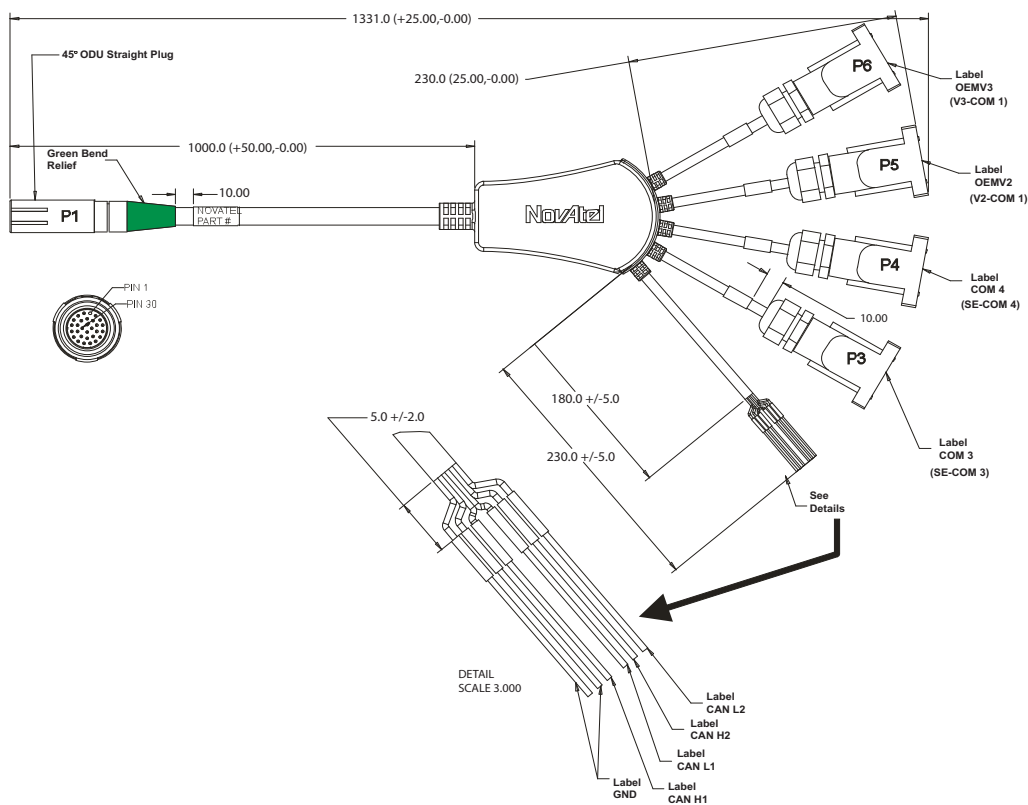 1331.0 (+25.00,-0.00)
45° ODU Straight Plug
230.0 (25.00,-0.00)
P6
Label
OEMV3
(V3-COM 1)
1000.0 (+50.00,-0.00)
Green Bend
Relief
10.00
P5
Label
OEMV2
(V2-COM 1)
P1
NOVATEL
PART #
NovAtel
P4
Label
COM 4
(SE-COM 4)
PIN 1
PIN 30
10.00
P3
180.0 +/-5.0
5.0 +/-2.0
230.0 +/-5.0
Label
COM 3
(SE-COM 3)
See
Details
DETAIL
SCALE 3.000
Label
CAN L2
Label
CAN H2
Label
CAN L1
Label
GND
Label
CAN H1